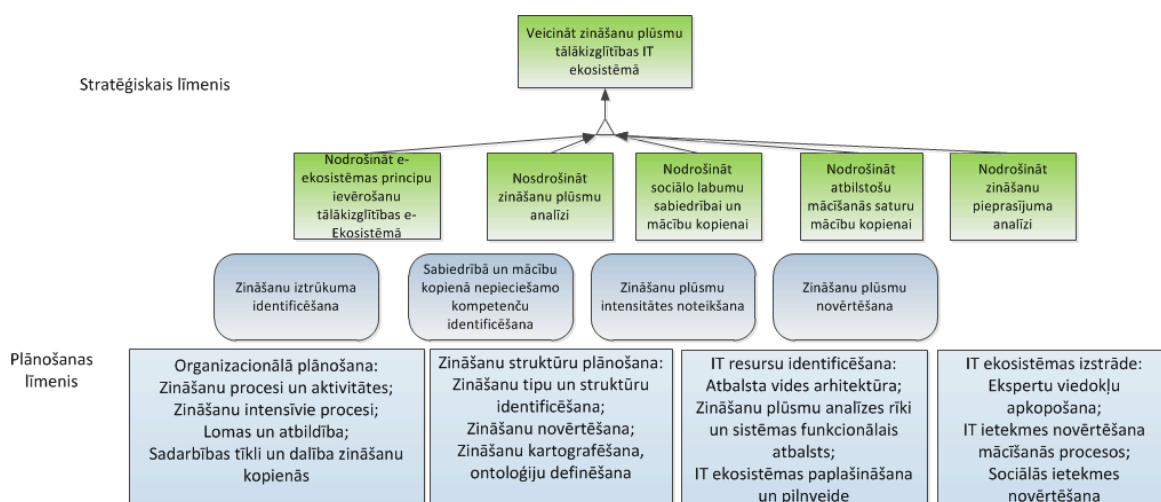 Veicināt zināšanu plūsmu
tālākizglītības IT
ekosistēmā
Stratēģiskais līmenis
Nodrošināt e-
ekosistēmas principu
ievērošanu
tālākizglītības e-
Ekosistēmā
Nosdrošināt
zināšanu plūsmu
analīzi
Nodrošināt
sociālo labumu
sabiedrībai un
mācību kopienai
Nodrošināt
atbilstošu
mācīšanās saturu
mācību kopienai
Nodrošināt
zināšanu
pieprasījuma
analīzi
Zināšanu iztrūkuma
identificēšana
Sabiedrībā un mācību
kopienā nepieciešamo
kompetenču
identificēšana
Zināšanu plūsmu
intensitātes noteikšana
Zināšanu plūsmu
novērtēšana
Plānošanas
līmenis
Organizacionālā plānošana:
Zināšanu procesi un aktivitātes;
Zināšanu intensīvie procesi;
Lomas un atbildība;
Sadarbības tīkli un dalība zināšanu
kopienās
Zināšanu struktūru plānošana:
Zināšanu tipu un struktūru
identificēšana;
Zināšanu novērtēšana;
Zināšanu kartografēšana,
ontoloģiju definēšana
IT resursu identificēšana:
Atbalsta vides arhitektūra;
Zināšanu plūsmu analīzes rīki
un sistēmas funkcionālais
atbalsts;
IT ekosistēmas paplašināšana
un pilnveide
IT ekosistēmas izstrāde:
Ekspertu viedokļu
apkopošana;
IT ietekmes novērtēšana
mācīšanās procesos;
Sociālās ietekmes
novērtēšana